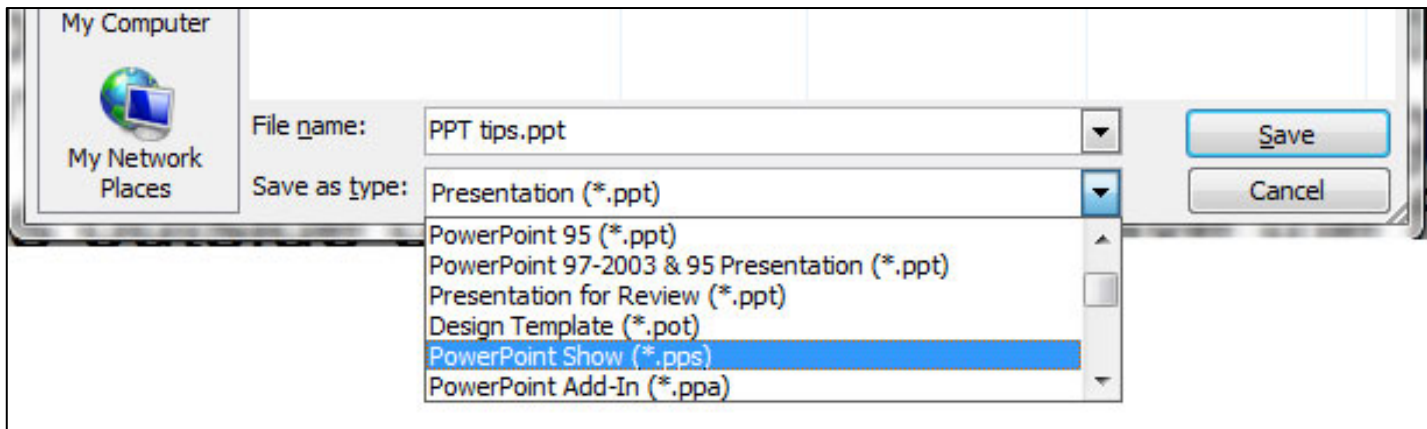 My Computer
My Network
Places
File name:
PPT tips.ppt
Save
Save as type:
Presentation (*.ppt)
Cancel
PowerPoint 95 (*.ppt)
PowerPoint 97-2003 & 95 Presentation (*.ppt)
Presentation for Review (*.ppt)
Design Template (*.pot)
PowerPoint Show (*.pps)
PowerPoint Add-In (*.ppa)